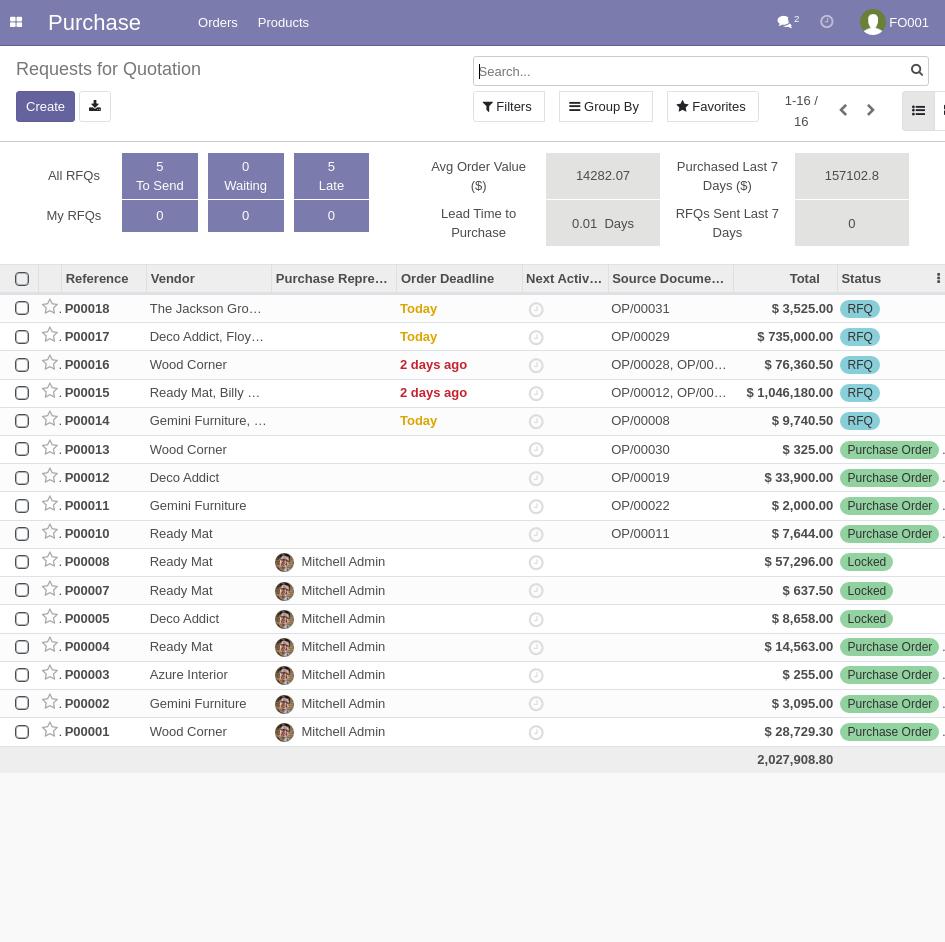 Purchase Orders Products 2 FO001
Requests for Quotation
Search...
Create
Filters Group By Favorites
1-16 /
16
All RFQs
5
To Send
0
Waiting
5
Late
My RFQs 0 0 0
Avg Order Value
($)
14282.07
Purchased Last 7
Days ($)
157102.8
Lead Time to
Purchase
0.01 Days
RFQs Sent Last 7
Days
0
Reference Vendor Purchase Repre… Order Deadline Next Activ… Source Docume… Total Status
P00018 The Jackson Gro… Today OP/00031 $ 3,525.00 RFQ
P00017 Deco Addict, Floy… Today OP/00029 $ 735,000.00 RFQ
P00016 Wood Corner 2 days ago OP/00028, OP/00… $ 76,360.50 RFQ
P00015 Ready Mat, Billy … 2 days ago OP/00012, OP/00… $ 1,046,180.00 RFQ
P00014 Gemini Furniture, … Today OP/00008 $ 9,740.50 RFQ
P00013 Wood Corner OP/00030 $ 325.00 Purchase Order
P00012 Deco Addict OP/00019 $ 33,900.00 Purchase Order
P00011 Gemini Furniture OP/00022 $ 2,000.00 Purchase Order
P00010 Ready Mat OP/00011 $ 7,644.00 Purchase Order
P00008 Ready Mat Mitchell Admin $ 57,296.00 Locked
P00007 Ready Mat Mitchell Admin $ 637.50 Locked
P00005 Deco Addict Mitchell Admin $ 8,658.00 Locked
P00004 Ready Mat Mitchell Admin $ 14,563.00 Purchase Order
P00003 Azure Interior Mitchell Admin $ 255.00 Purchase Order
P00002 Gemini Furniture Mitchell Admin $ 3,095.00 Purchase Order
P00001 Wood Corner Mitchell Admin $ 28,729.30 Purchase Order
2,027,908.80